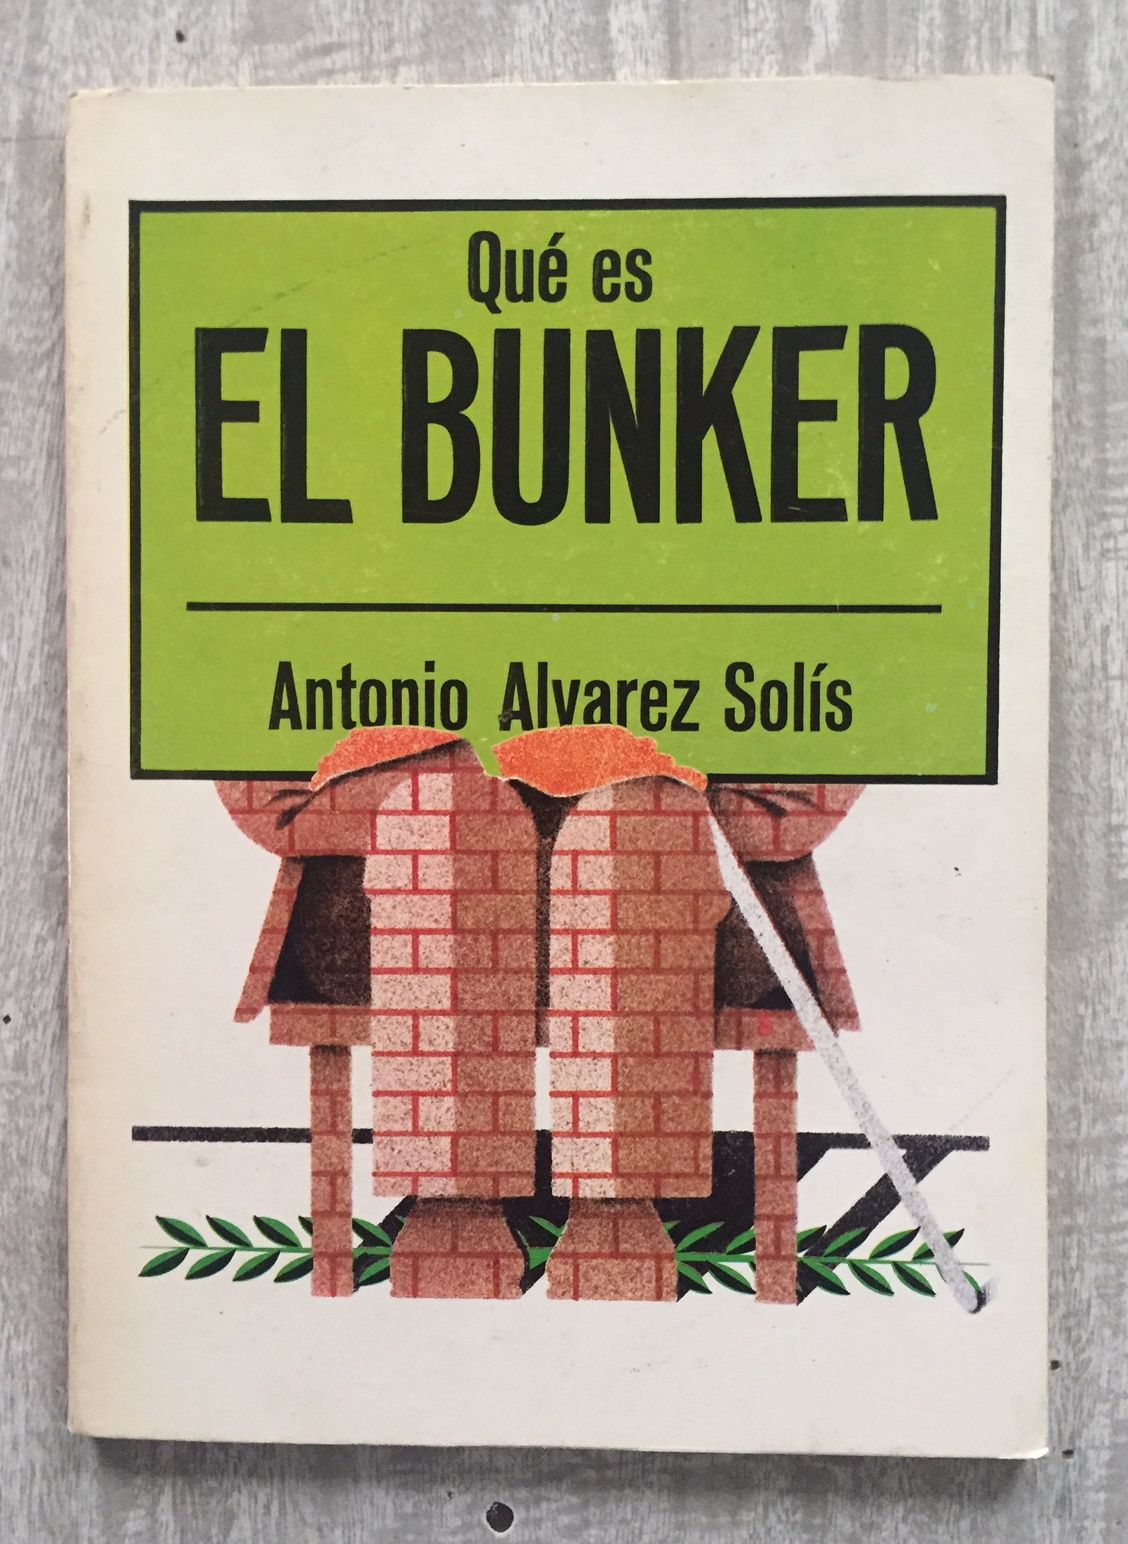 Qué es
EL BUNKER
Antonio Alvarez Solís